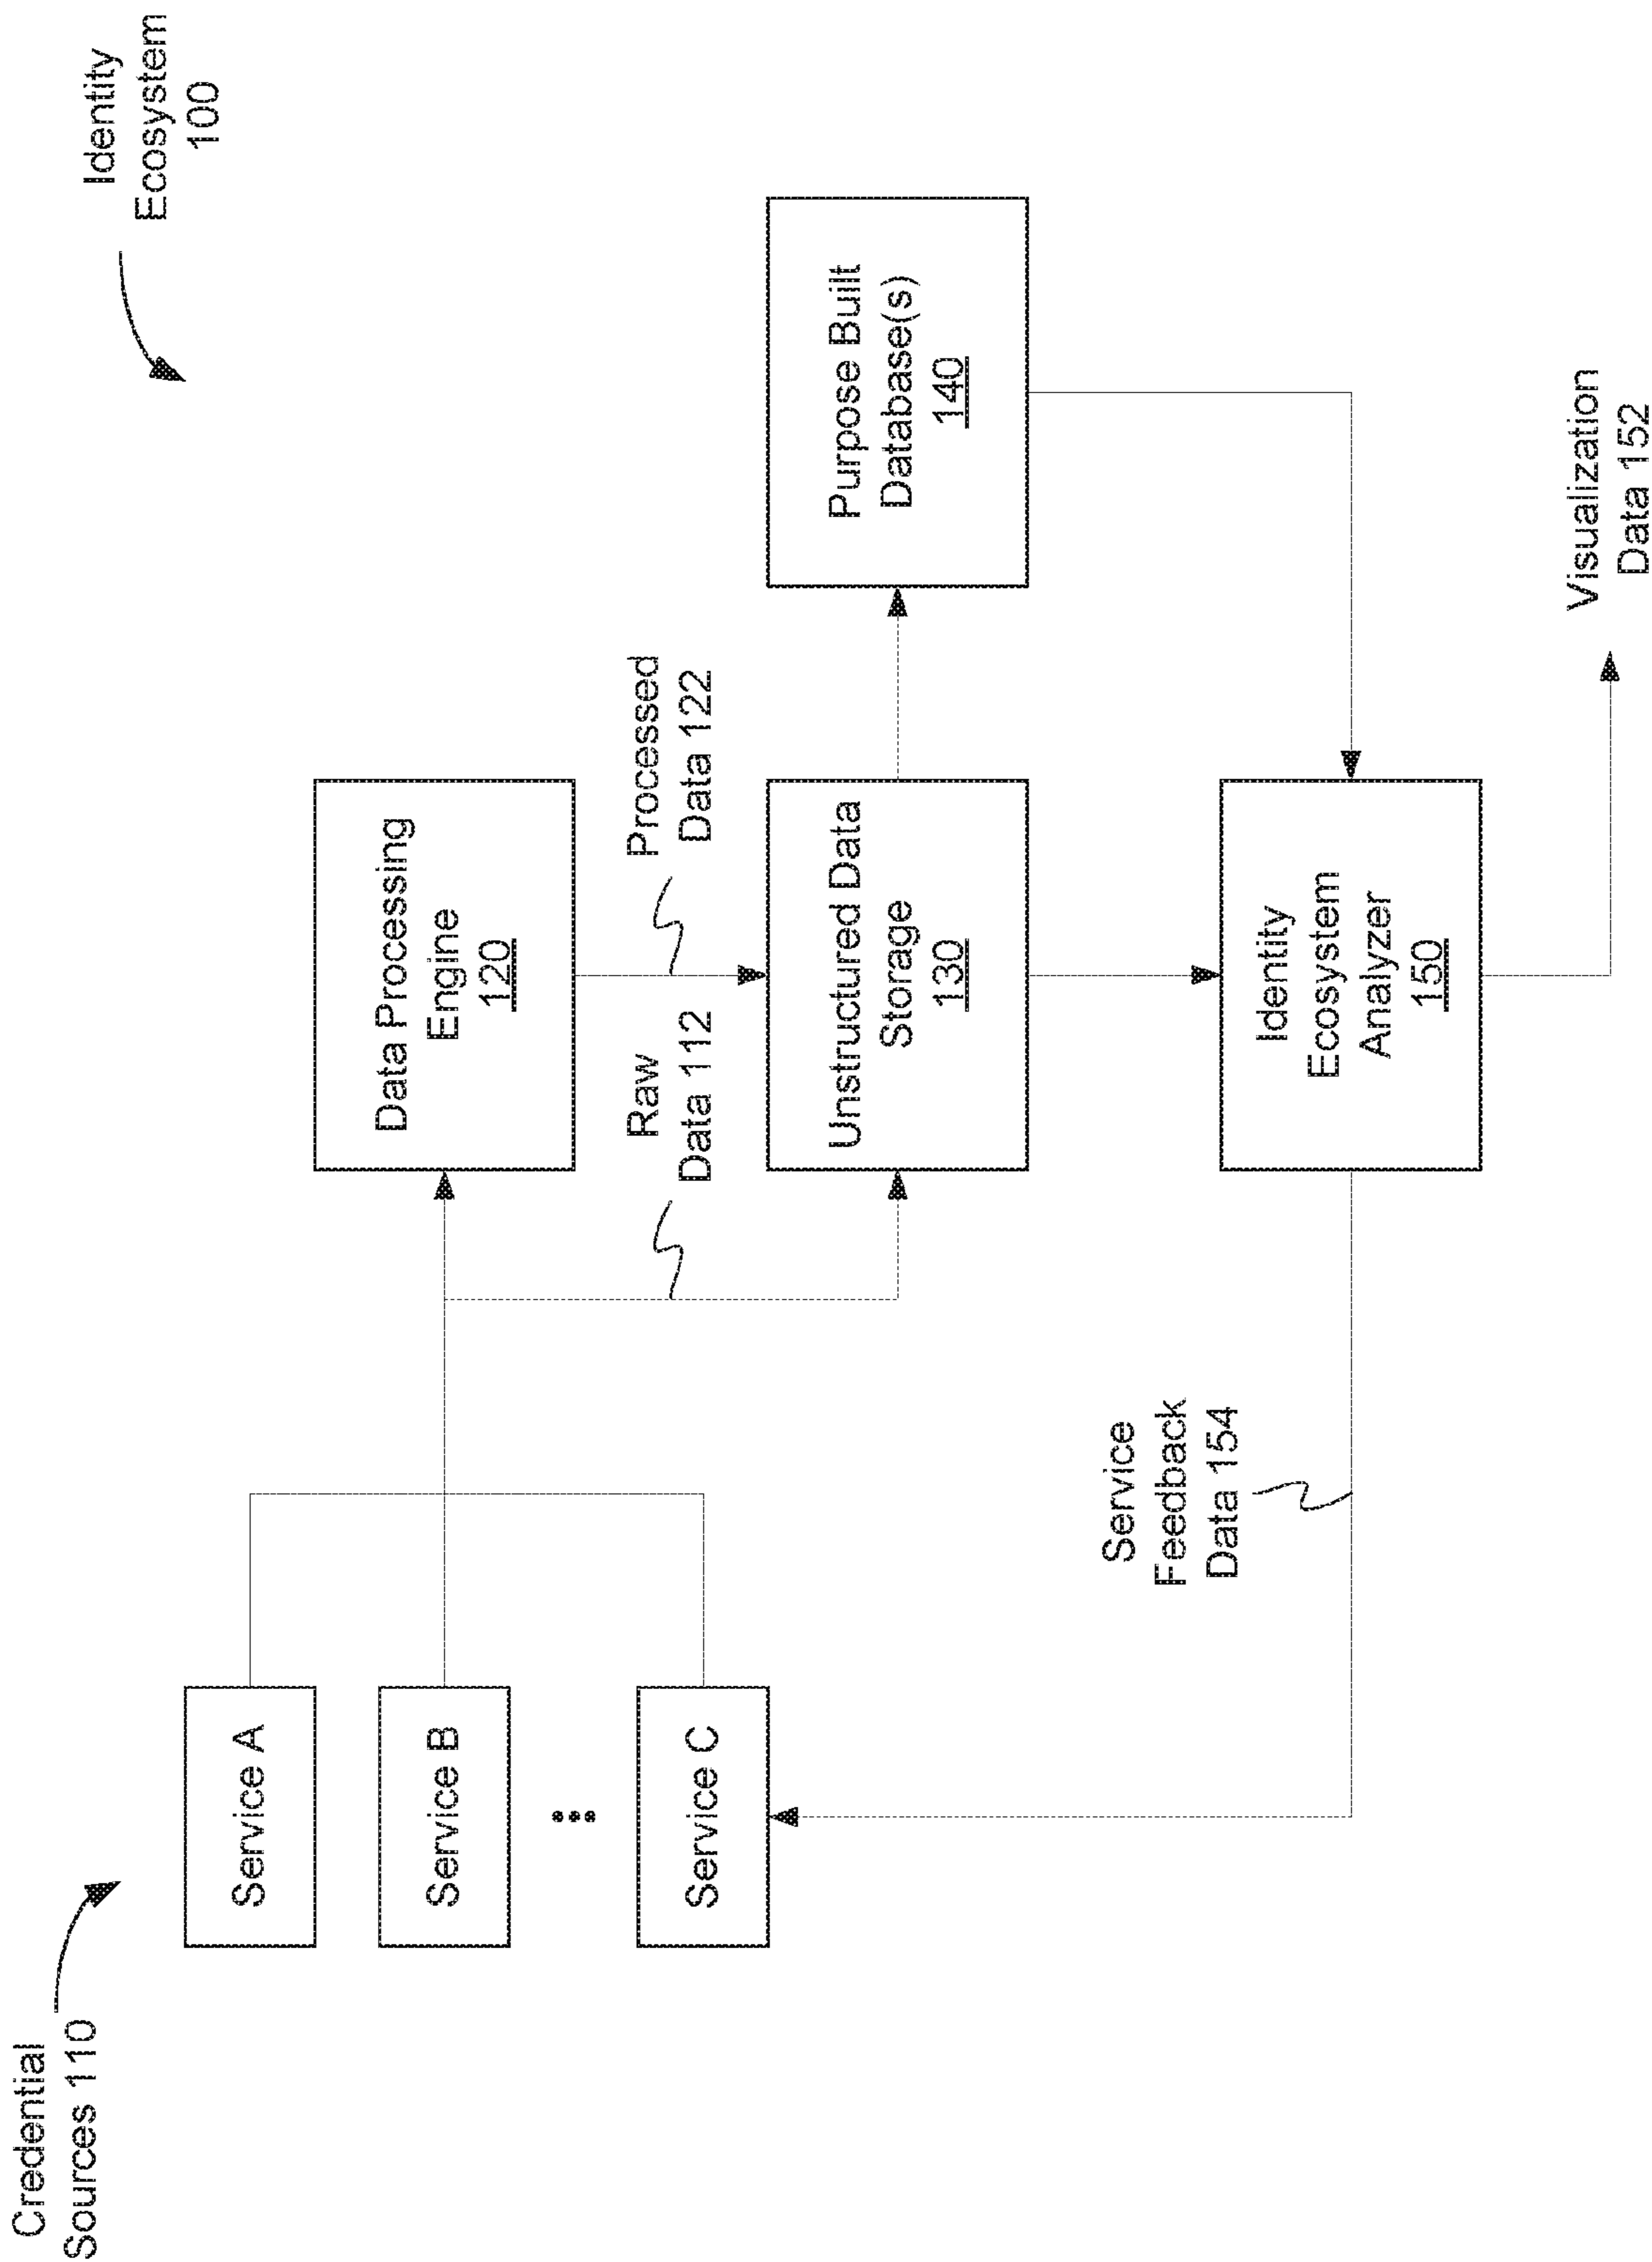 Credential
Sources 110
Identity
Ecosystem
100
Service A
Service B
Service C
Data Processing
Engine
120
Raw
Data 112
Processed
Data 122
Unstructured Data
Storage
130
Purpose Built
Database(s)
140
Service
Feedback
Data 154
Identity
Ecosystem
Analyzer
150
Visualization
Data 152